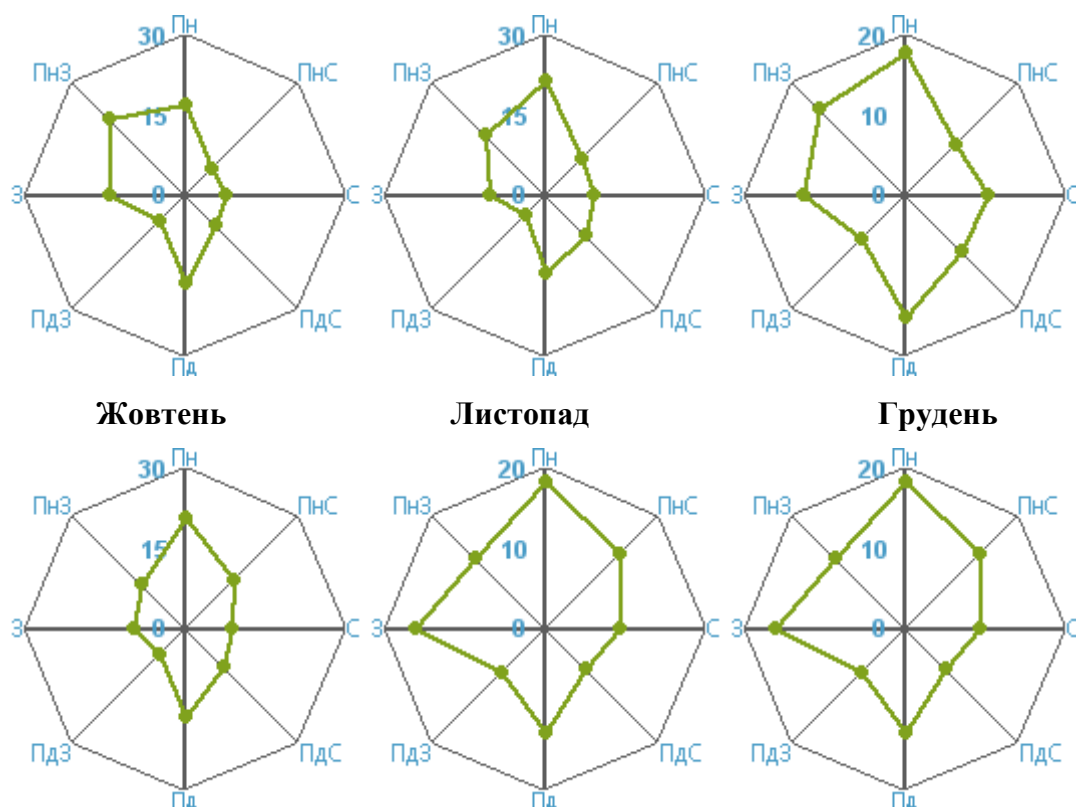 Пн Пн Пн
30 30 20
ПнЗ ПнС ПнЗ ПнС ПнЗ ПнС
15 15 10
З 0 С З 0 С З 0 С
ПдЗ ПдС ПдЗ ПдС ПдЗ ПдС
Пд Пд Пд
Жовтень Листопад Грудень
Пн Пн Пн
30 20 20
ПнЗ ПнС ПнЗ ПнС ПнЗ ПнС
15 10 10
З 0 С З 0 С З 0 С
ПдЗ ПдС ПдЗ ПдС ПдЗ ПдС
Пд Пд Пд